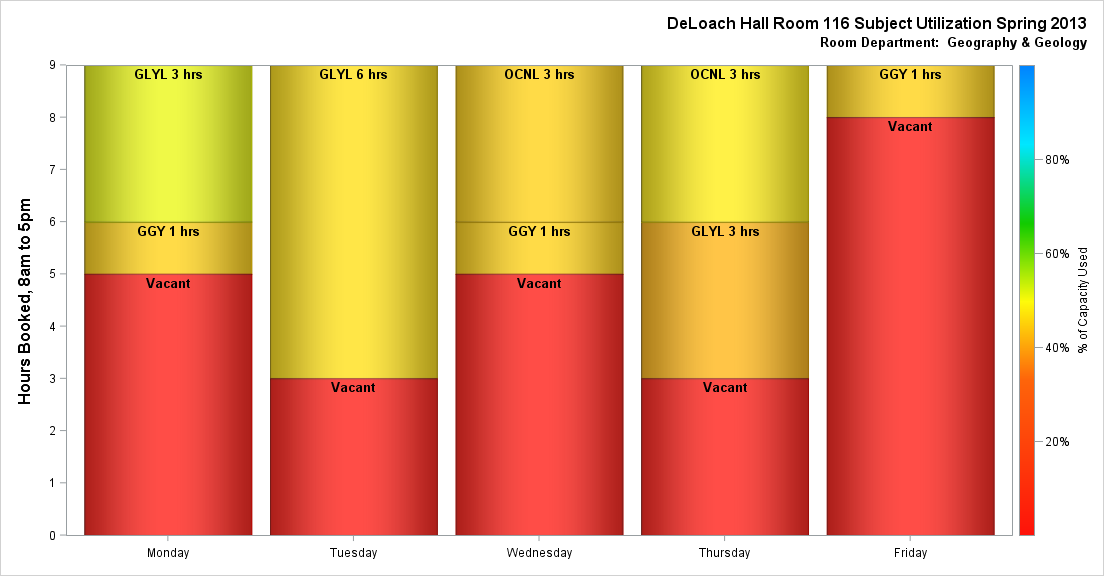 DeLoach Hall Room 116 Subject Utilization Spring 2013
Room Department:  Geography & Geology
Hours Booked, 8am to 5pm
9
8
7
6
5
4
3
2
1
0
GLYL 3 hrs
GGY 1 hrs
Vacant
GLYL 6 hrs
Vacant
OCNL 3 hrs
GGY 1 hrs
Vacant
OCNL 3 hrs
GLYL 3 hrs
Vacant
GGY 1 hrs
Vacant
Monday
Tuesday
Wednesday
Thursday
Friday
80%
60%
40%
20%
% of Capacity Used